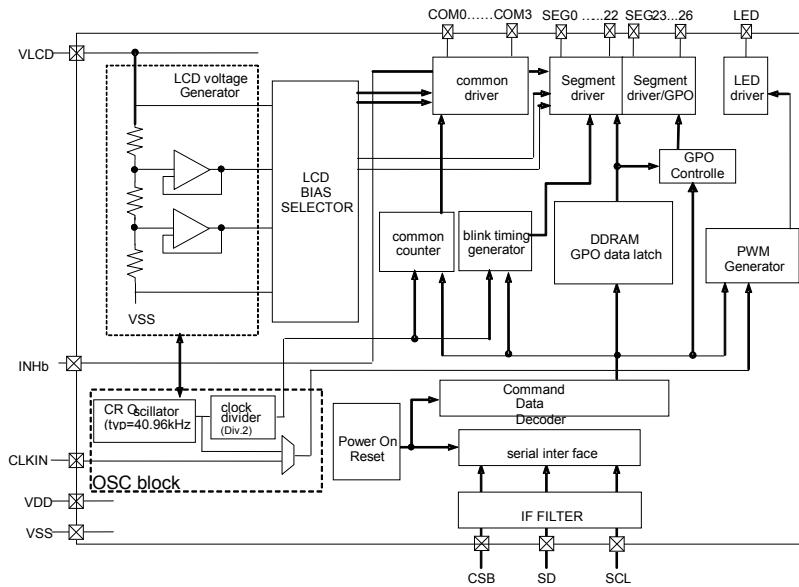 COM0......COM3 SEG0 .....22 SEG23...26 LED
VLCD
LCD voltage
Generator
common
driver
Segment
driver
Segment
driver/GPO
LED
driver
LCD
BIAS
SELECTOR
GPO
Controlle
common
counter
blink timing
generator
DDRAM
GPO data latch
PWM
Generator
VSS
INHb
CR O scillator
(typ=40.96kHz
clock
divider
(Div.2)
Command
Data
Decoder
Power On
Reset
serial inter face
CLKIN
OSC block
VDD
IF FILTER
VSS
CSB SD SCL